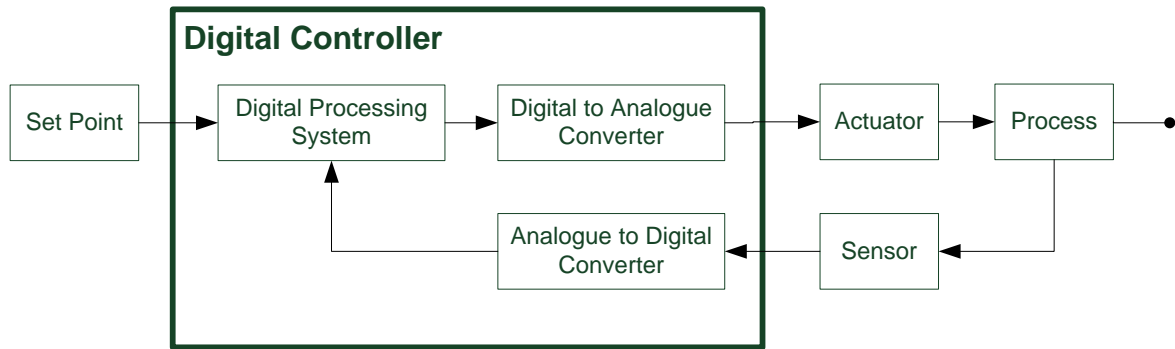 Digital Controller
Set Point
Digital Processing
System
Digital to Analogue
Converter
Actuator
Process
Analogue to Digital
Converter
Sensor